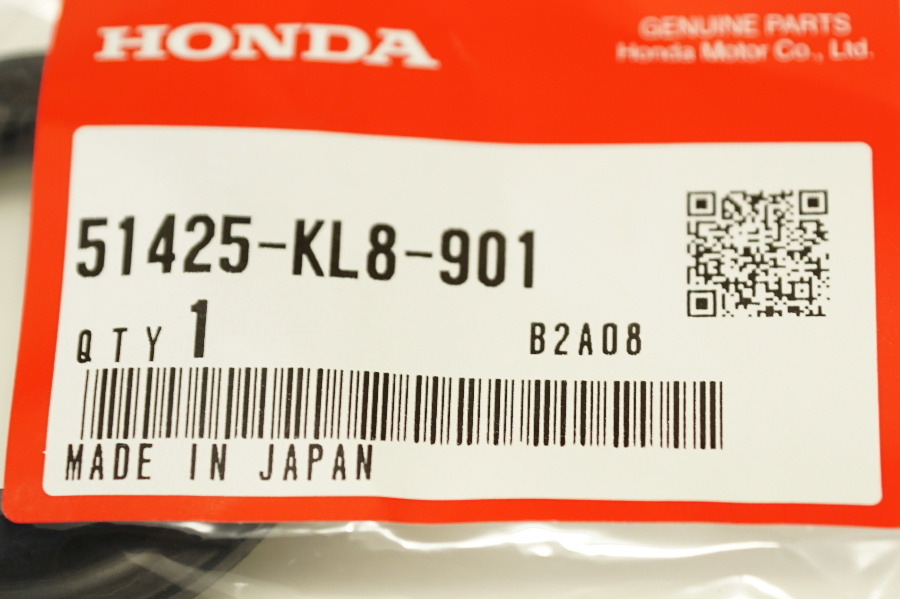 HONDA
GENUINE PARTS
Honda Motor Co., Ltd.
51425-KL8-901
QTY 1
B2A08
MADE IN JAPAN